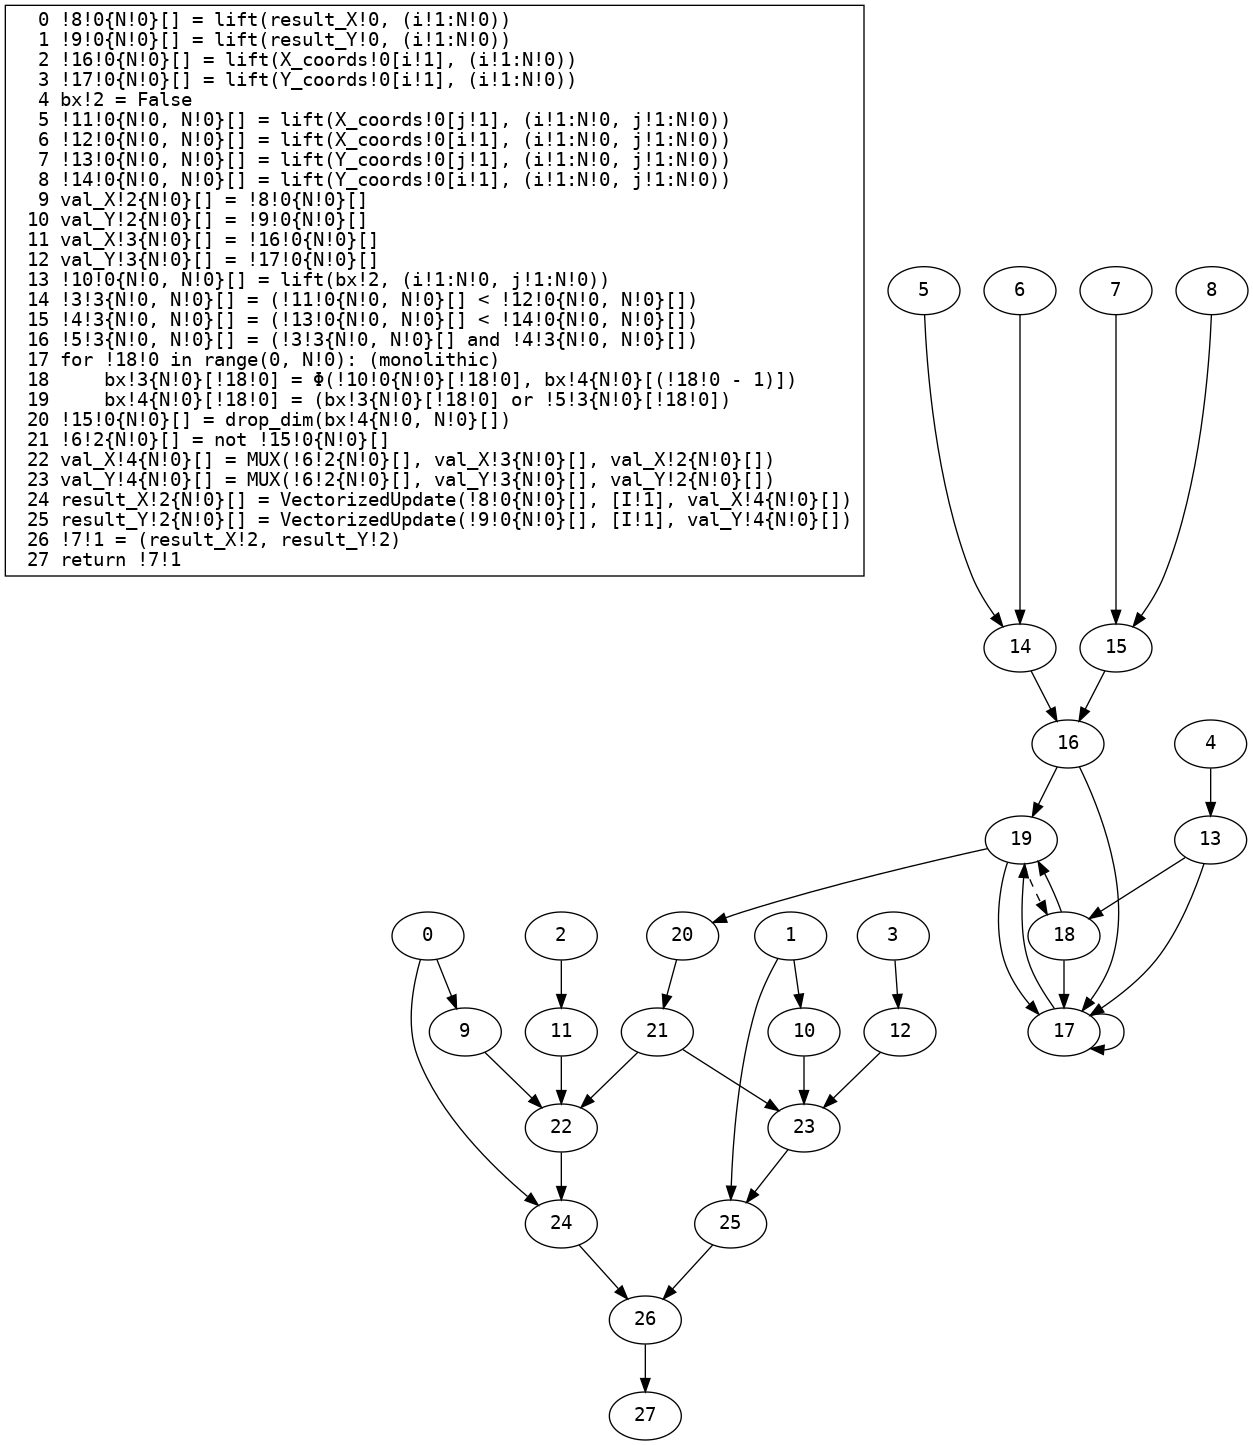 0 !8!0{N!0}[] = lift(result_X!0, (i!1:N!0))
1 !9!0{N!0}[] = lift(result_Y!0, (i!1:N!0))
2 !16!0{N!0}[] = lift(X_coords!0[i!1], (i!1:N!0))
3 !17!0{N!0}[] = lift(Y_coords!0[i!1], (i!1:N!0))
4 bx!2 = False
5 !11!0{N!0, N!0}[] = lift(X_coords!0[j!1], (i!1:N!0, j!1:N!0))
6 !12!0{N!0, N!0}[] = lift(X_coords!0[i!1], (i!1:N!0, j!1:N!0))
7 !13!0{N!0, N!0}[] = lift(Y_coords!0[j!1], (i!1:N!0, j!1:N!0))
8 !14!0{N!0, N!0}[] = lift(Y_coords!0[i!1], (i!1:N!0, j!1:N!0))
9 val_X!2{N!0}[] = !8!0{N!0}[]
10 val_Y!2{N!0}[] = !9!0{N!0}[]
11 val_X!3{N!0}[] = !16!0{N!0}[]
12 val_Y!3{N!0}[] = !17!0{N!0}[]
13 !10!0{N!0, N!0}[] = lift(bx!2, (i!1:N!0, j!1:N!0))
14 !3!3{N!0, N!0}[] = (!11!0{N!0, N!0}[] < !12!0{N!0, N!0}[])
15 !4!3{N!0, N!0}[] = (!13!0{N!0, N!0}[] < !14!0{N!0, N!0}[])
16 !5!3{N!0, N!0}[] = (!3!3{N!0, N!0}[] and !4!3{N!0, N!0}[])
17 for !18!0 in range(0, N!0): (monolithic)
18     bx!3{N!0}[!18!0] = Φ(!10!0{N!0}[!18!0], bx!4{N!0}[(!18!0 - 1)])
19     bx!4{N!0}[!18!0] = (bx!3{N!0}[!18!0] or !5!3{N!0}[!18!0])
20 !15!0{N!0}[] = drop_dim(bx!4{N!0, N!0}[])
21 !6!2{N!0}[] = not !15!0{N!0}[]
22 val_X!4{N!0}[] = MUX(!6!2{N!0}[], val_X!3{N!0}[], val_X!2{N!0}[])
23 val_Y!4{N!0}[] = MUX(!6!2{N!0}[], val_Y!3{N!0}[], val_Y!2{N!0}[])
24 result_X!2{N!0}[] = VectorizedUpdate(!8!0{N!0}[], [I!1], val_X!4{N!0}[])
25 result_Y!2{N!0}[] = VectorizedUpdate(!9!0{N!0}[], [I!1], val_Y!4{N!0}[])
26 !7!1 = (result_X!2, result_Y!2)
27 return !7!1
5 6 7 8
14 15
16 4
19 13
0 2 20 1 3 18
9 11 21 10 12 17
22 23
24 25
26
27